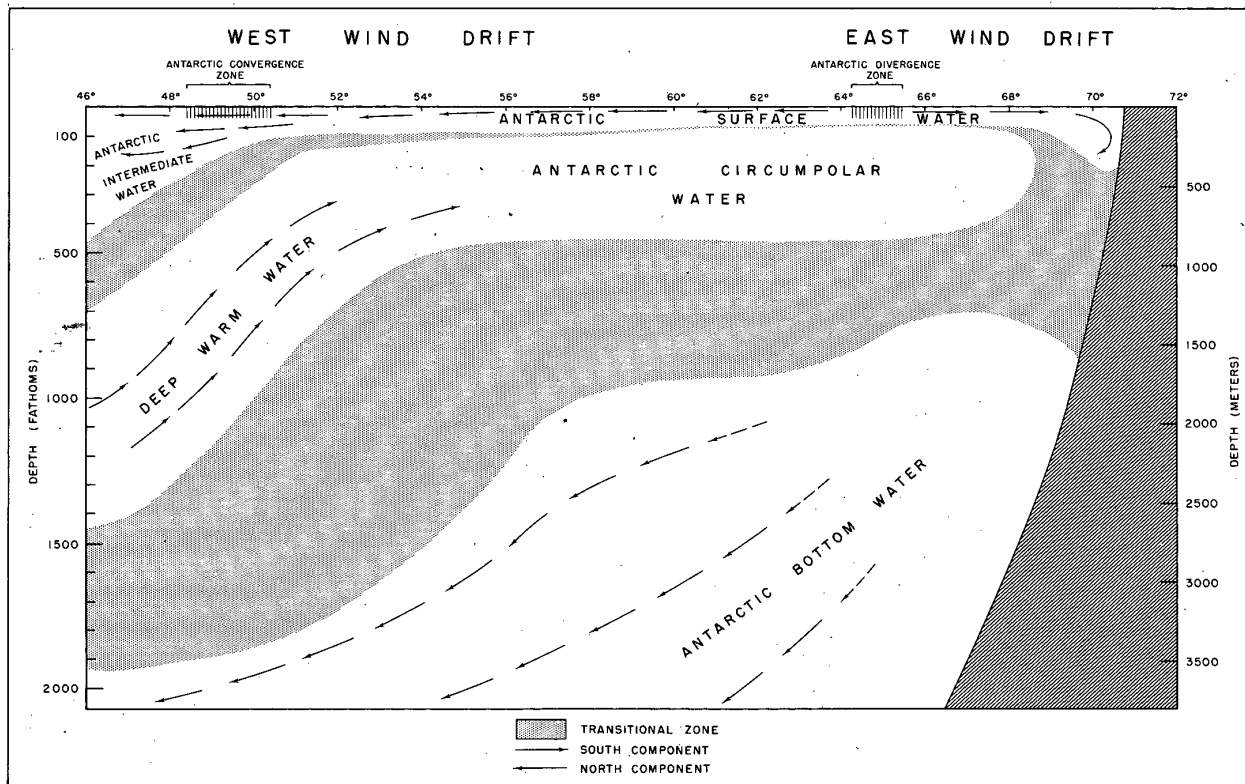 WEST WIND DRIFT
EAST WIND DRIFT
ANTARCTIC CONVERGENCE
ZONE
ANTARCTIC DIVERGENCE
ZONE
46° 48° 50° 52° 54° 56° 58° 60° 62° 64° 66° 68° 70° 72°
ANTARCTIC SURFACE WATER
ANTARCTIC
INTERMEDIATE
WATER
ANTARCTIC CIRCUMPOLAR
WATER
DEEP WARM WATER
ANTARCTIC BOTTOM WATER
DEPTH (FATHOMS)
100
500
1000
1500
2000
DEPTH (METERS)
500
1000
1500
2000
2500
3000
3500
TRANSITIONAL ZONE
SOUTH COMPONENT
NORTH COMPONENT